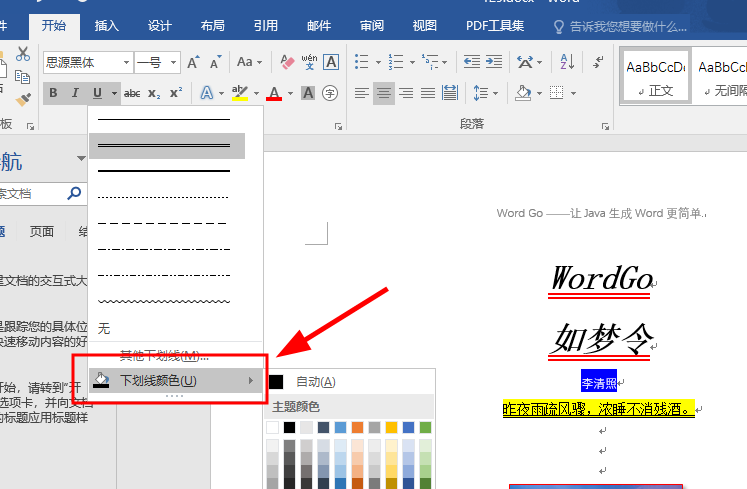 开始 插入 设计 布局 引用 邮件 审阅 视图 PDF工具集 告诉我您想要做什么...
思源黑体 一号 A A Aa wén 文 A
B I U abc x₂ x² A ab A A 字
段落
AaBbCcDc AaBbCcD
正文 无间隔
板
航
索文档
页面 结
是文档的交互式大
是跟踪您的具体位
快速移动内容的好
开始，请转到“开
选项卡，并向文档
的标题应用标题样
无
其他下划线(M)...
下划线颜色(U)
自动(A)
主题颜色
Word Go ——让 Java 生成 Word 更简单.
WordGo
如梦令
李清照
昨夜雨疏风骤，浓睡不消残酒。